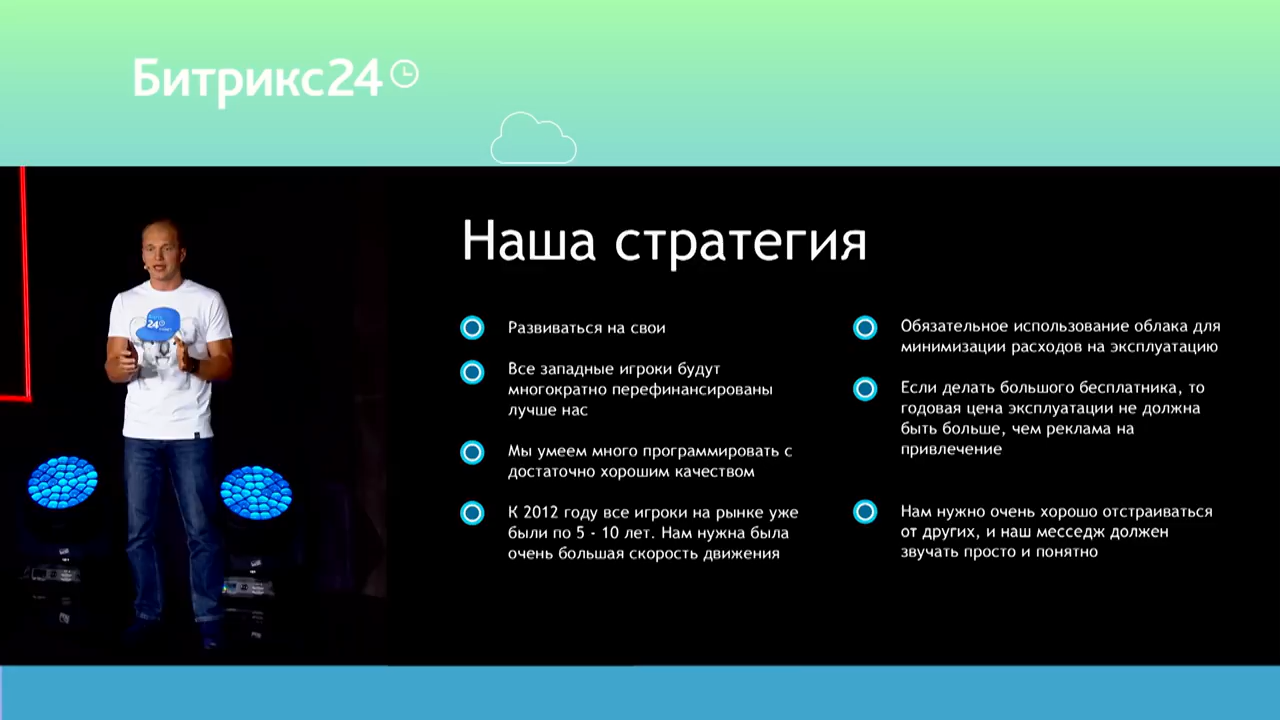 Битрикс24
Наша стратегия
Развиваться на свои
Все западные игроки будут
многократно перефинансированы
лучше нас
Мы умеем много программировать с
достаточно хорошим качеством
К 2012 году все игроки на рынке уже
были по 5 - 10 лет. Нам нужна была
очень большая скорость движения
Обязательное использование облака для
минимизации расходов на эксплуатацию
Если делать большого бесплатника, то
годовая цена эксплуатации не должна
быть больше, чем реклама на
привлечение
Нам нужно очень хорошо отстраиваться
от других, и наш месседж должен
звучать просто и понятно
24